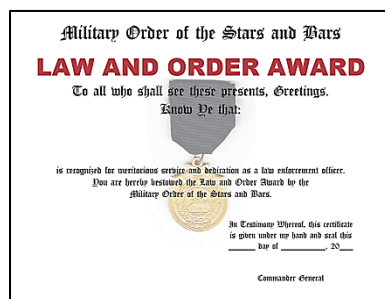 Military Order of the Stars and Bars
LAW AND ORDER AWARD
To all who shall see these presents, Greetings.
Know Ye that:
is recognized for meritorious service and dedication as a law enforcement officer.
You are hereby bestowed the Law and Order Award by the
Military Order of the Stars and Bars.
In Testimony Whereof, this certificate
is given under my hand and seal this
______ day of __________, 20___
Commander General